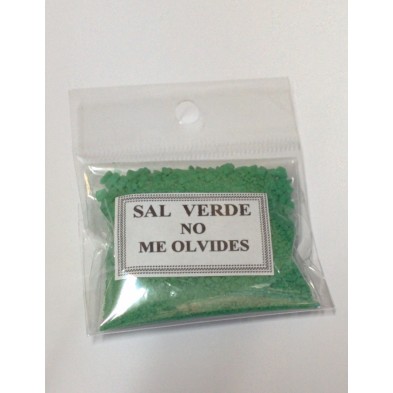 SAL VERDE
NO
ME OLVIDES